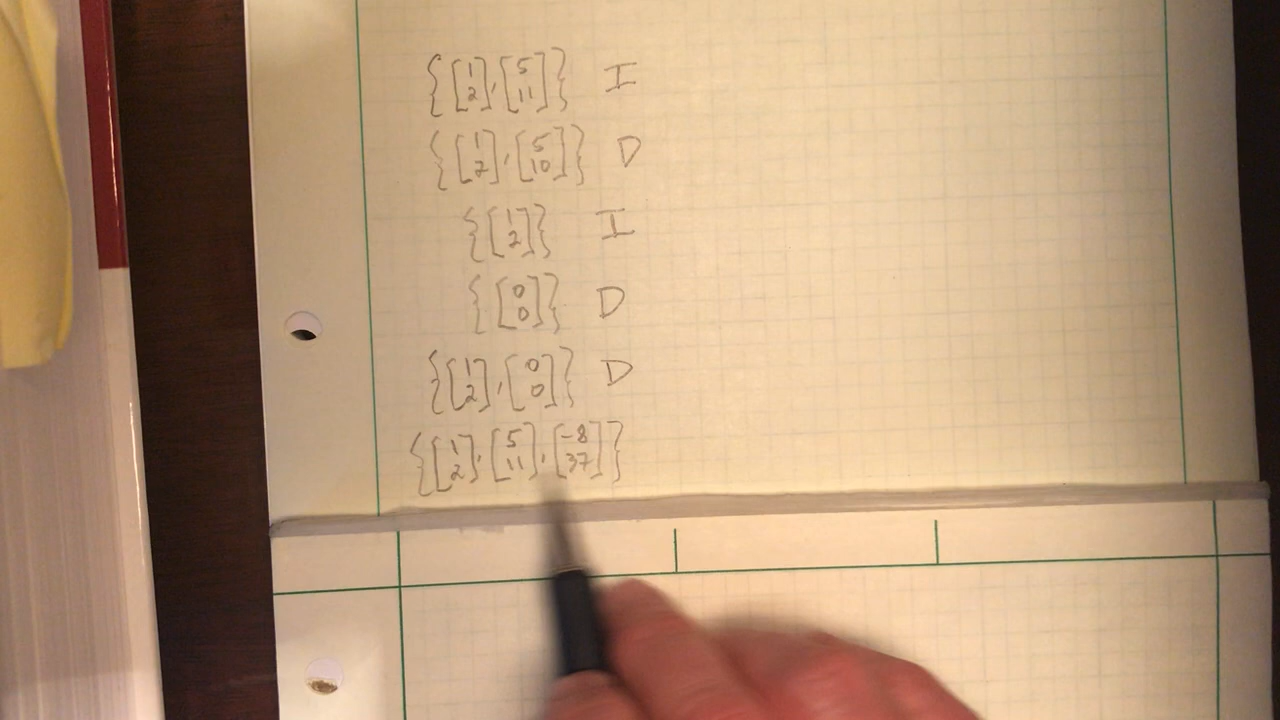 {[1 2], [5 11]} I
{[1 2], [5 10]} D
{[1 2]} I
{[0 0]} D
{[1 2], [0 0]} D
{[1 2], [5 11], [-8 37]}